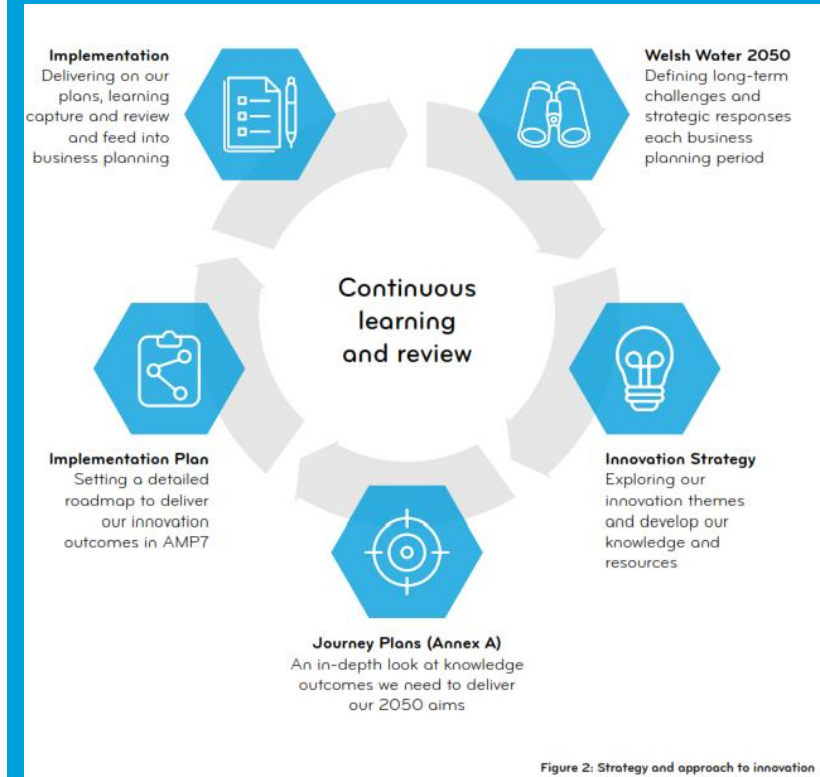 Implementation
Delivering on our
plans, learning
capture and review
and feed into
business planning
Welsh Water 2050
Defining long-term
challenges and
strategic responses
each business
planning period
Continuous
learning
and review
Implementation Plan
Setting a detailed
roadmap to deliver
our innovation
outcomes in AMP7
Innovation Strategy
Exploring our
innovation themes
and develop our
knowledge and
resources
Journey Plans (Annex A)
An in-depth look at knowledge
outcomes we need to deliver
our 2050 aims
Figure 2: Strategy and approach to innovation